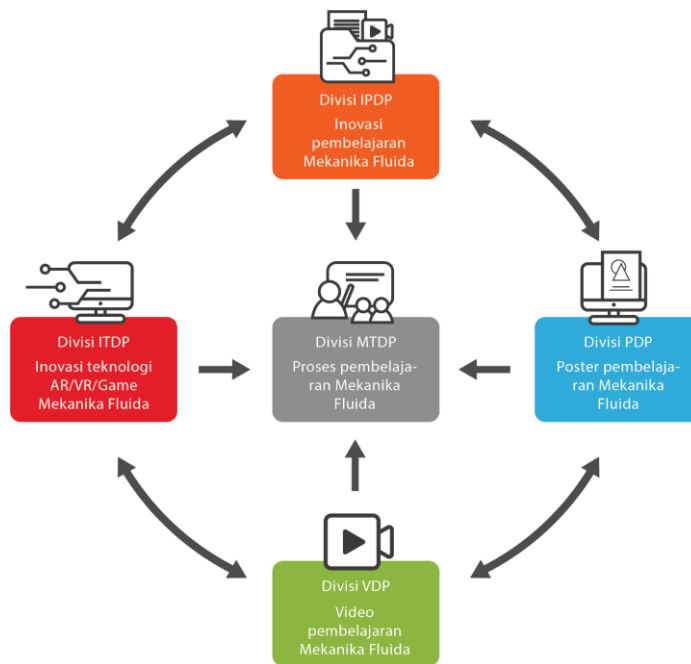 Divisi IPDP
Inovasi
pembelajaran
Mekanika Fluida
Divisi ITDP
Inovasi teknologi
AR/VR/Game
Mekanika Fluida
Divisi MTDP
Proses pembelaja-
ran Mekanika
Fluida
Divisi PDP
Poster pembelaja-
ran Mekanika
Fluida
Divisi VDP
Video
pembelajaran
Mekanika Fluida